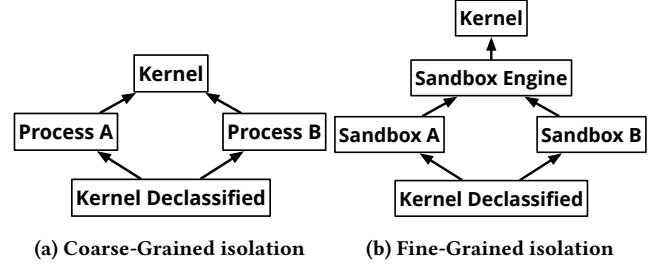 Kernel
Process A
Process B
Kernel Declassified
(a) Coarse-Grained isolation
Kernel
Sandbox Engine
Sandbox A
Sandbox B
Kernel Declassified
(b) Fine-Grained isolation